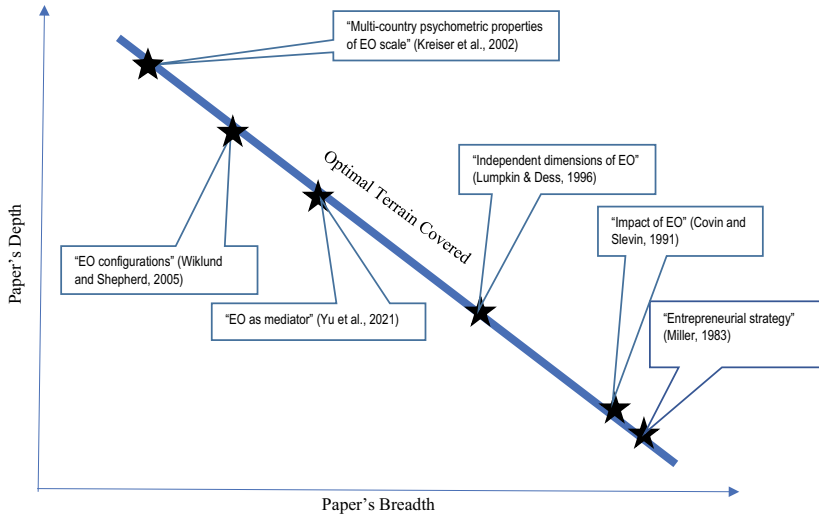 “Multi-country psychometric properties
of EO scale” (Kreiser et al., 2002)
Optimal Terrain Covered
“Independent dimensions of EO”
(Lumpkin & Dess, 1996)
“Impact of EO” (Covin and
Slevin, 1991)
“EO configurations” (Wiklund
and Shepherd, 2005)
“EO as mediator” (Yu et al., 2021)
“Entrepreneurial strategy”
(Miller, 1983)
Paper’s Depth
Paper’s Breadth